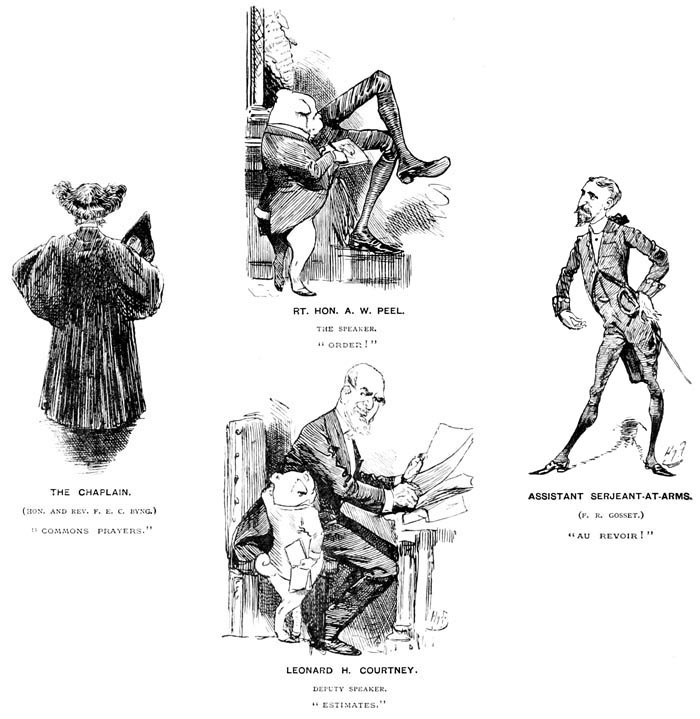 RT. HON. A. W. PEEL.
THE SPEAKER.
"ORDER!"
THE CHAPLAIN.
(HON. AND REV. F. E. C. BYNG.)
"COMMONS PRAYERS."
ASSISTANT SERJEANT-AT-ARMS.
(F. R. GOSSET.)
"AU REVOIR!"
LEONARD H. COURTNEY.
DEPUTY SPEAKER.
"ESTIMATES."